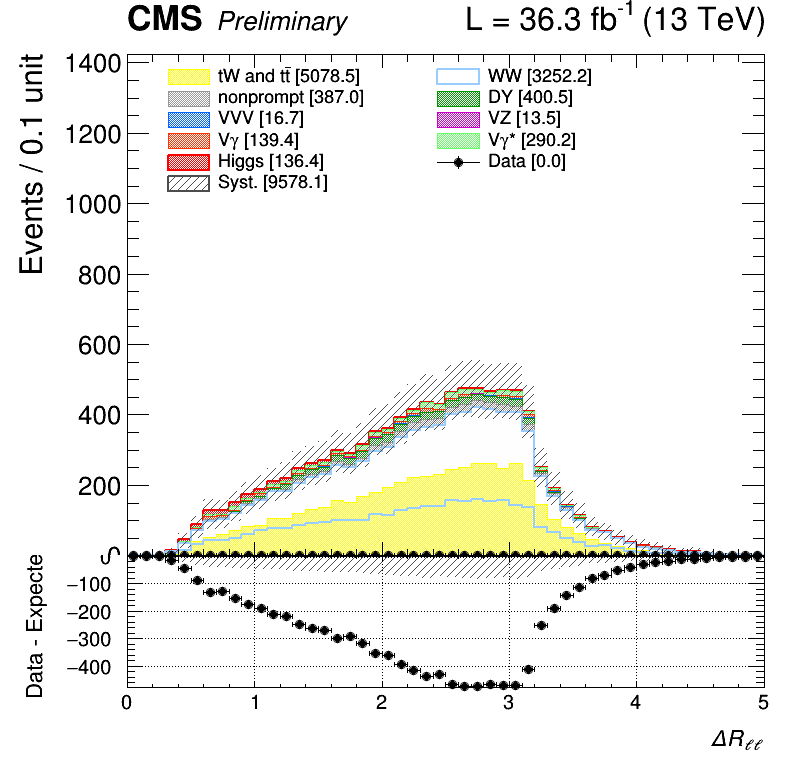 CMS Preliminary L = 36.3 fb⁻¹ (13 TeV)
Events / 0.1 unit
1400
1200
1000
800
600
400
200
0
tW and tt̄ [5078.5]
nonprompt [387.0]
VVV [16.7]
Vγ [139.4]
Higgs [136.4]
Syst. [9578.1]
WW [3252.2]
DY [400.5]
VZ [13.5]
Vγ* [290.2]
Data [0.0]
Data - Expecte
−100
−200
−300
−400
0 1 2 3 4 5
ΔRℓℓ